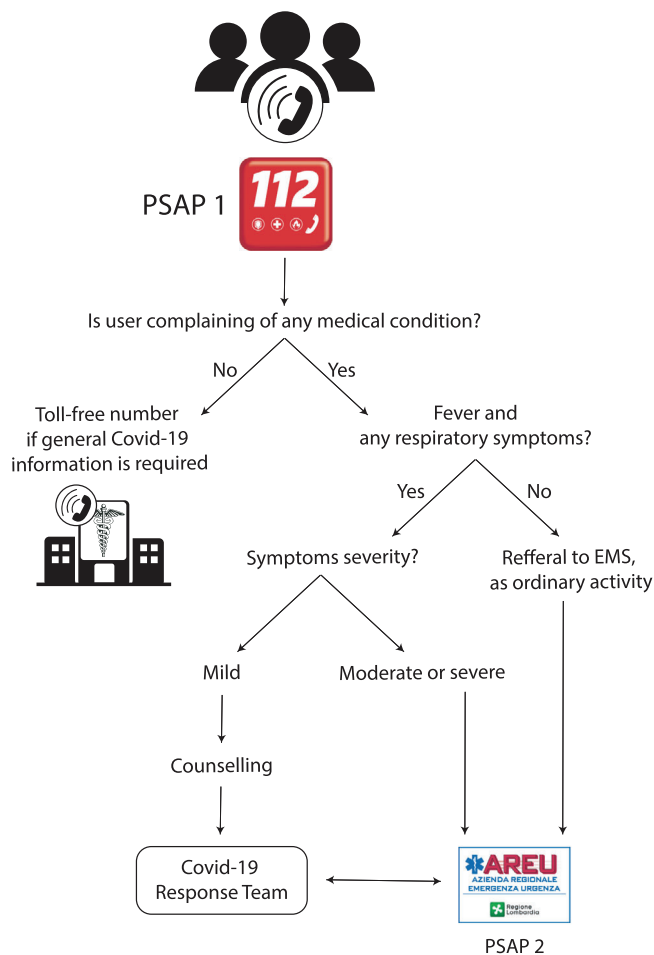 PSAP 1
112
Is user complaining of any medical condition?
No
Yes
Toll-free number
if general Covid-19
information is required
Fever and
any respiratory symptoms?
Yes
No
Symptoms severity?
Refferal to EMS,
as ordinary activity
Mild
Moderate or severe
Counselling
Covid-19
Response Team
AREU
AZIENDA REGIONALE
EMERGENZA URGENZA
Regione
Lombardia
PSAP 2